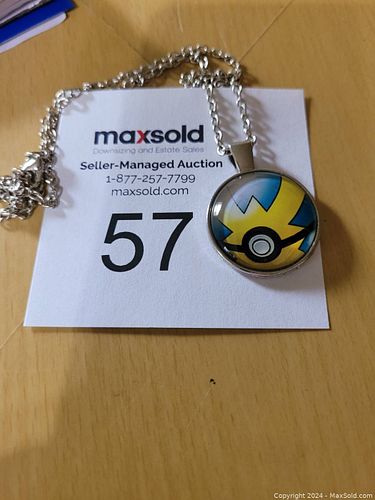 maxsold
Downsizing and Estate Sales
Seller-Managed Auction
1-877-257-7799
maxsold.com
57
Copyright 2024 - MaxSold.com